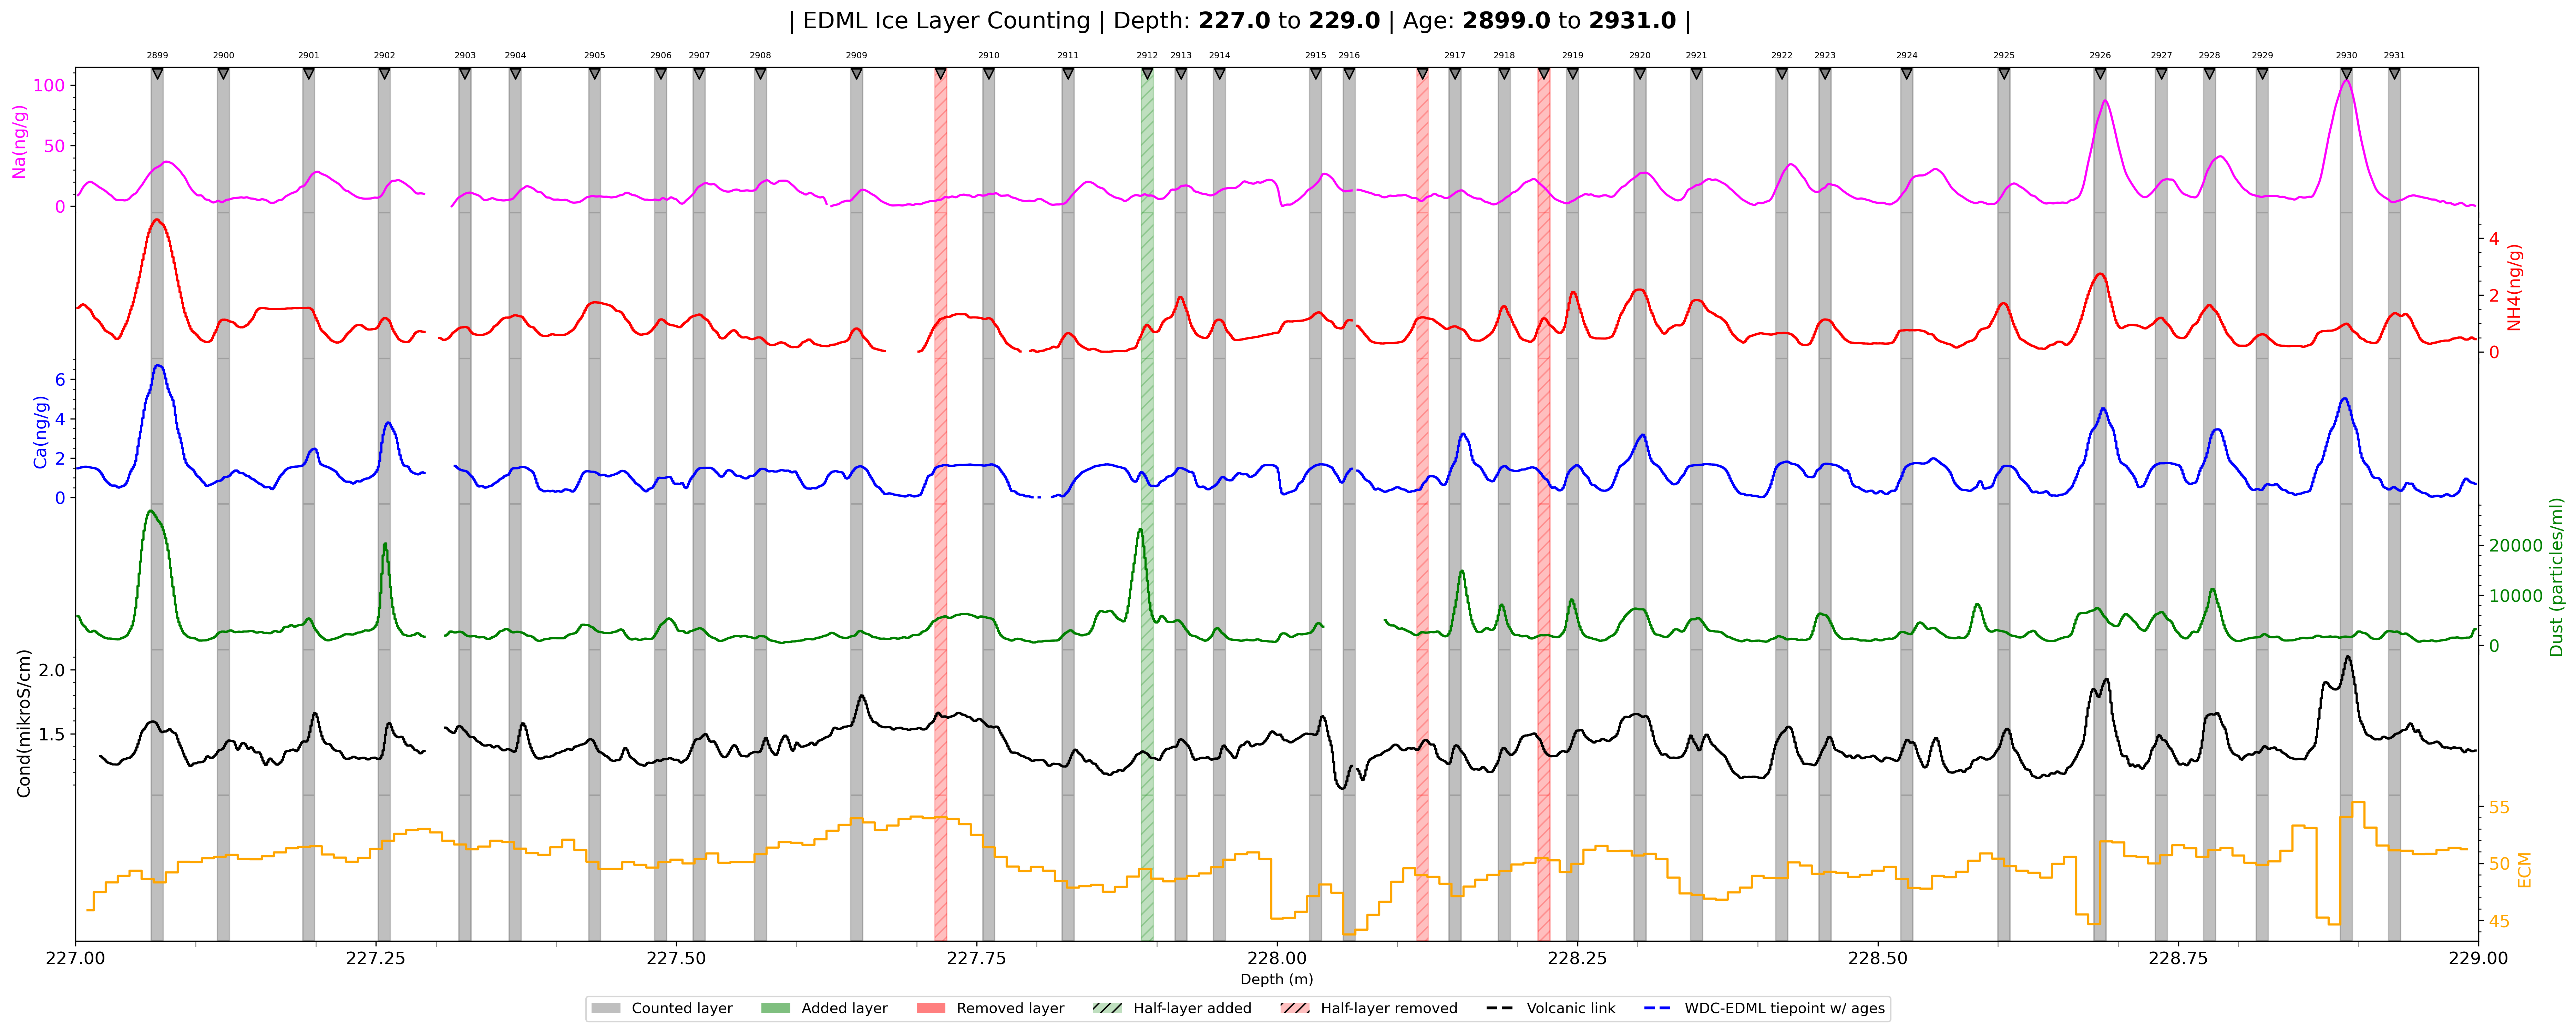 | EDML Ice Layer Counting | Depth: 227.0 to 229.0 | Age: 2899.0 to 2931.0 |
2899 2900 2901 2902 2903 2904 2905 2906 2907 2908 2909 2910 2911 2912 2913 2914 2915 2916 2917 2918 2919 2920 2921 2922 2923 2924 2925 2926 2927 2928 2929 2930 2931
Na(ng/g)
100
50
0
NH4(ng/g)
4
2
0
Ca(ng/g)
6
4
2
0
Dust (particles/ml)
20000
10000
0
Cond(mikroS/cm)
2.0
1.5
ECM
55
50
45
227.00 227.25 227.50 227.75 228.00 228.25 228.50 228.75 229.00
Depth (m)
Counted layer Added layer Removed layer Half-layer added Half-layer removed Volcanic link WDC-EDML tiepoint w/ ages